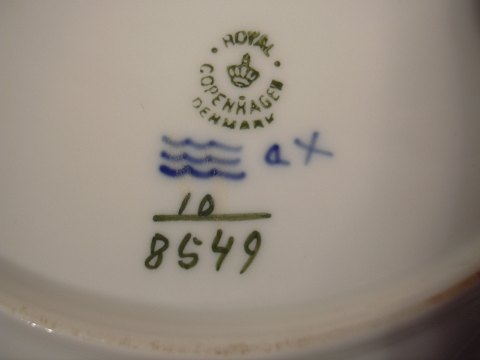 ROYAL
COPENHAGEN
DENMARK
a X
10
8549